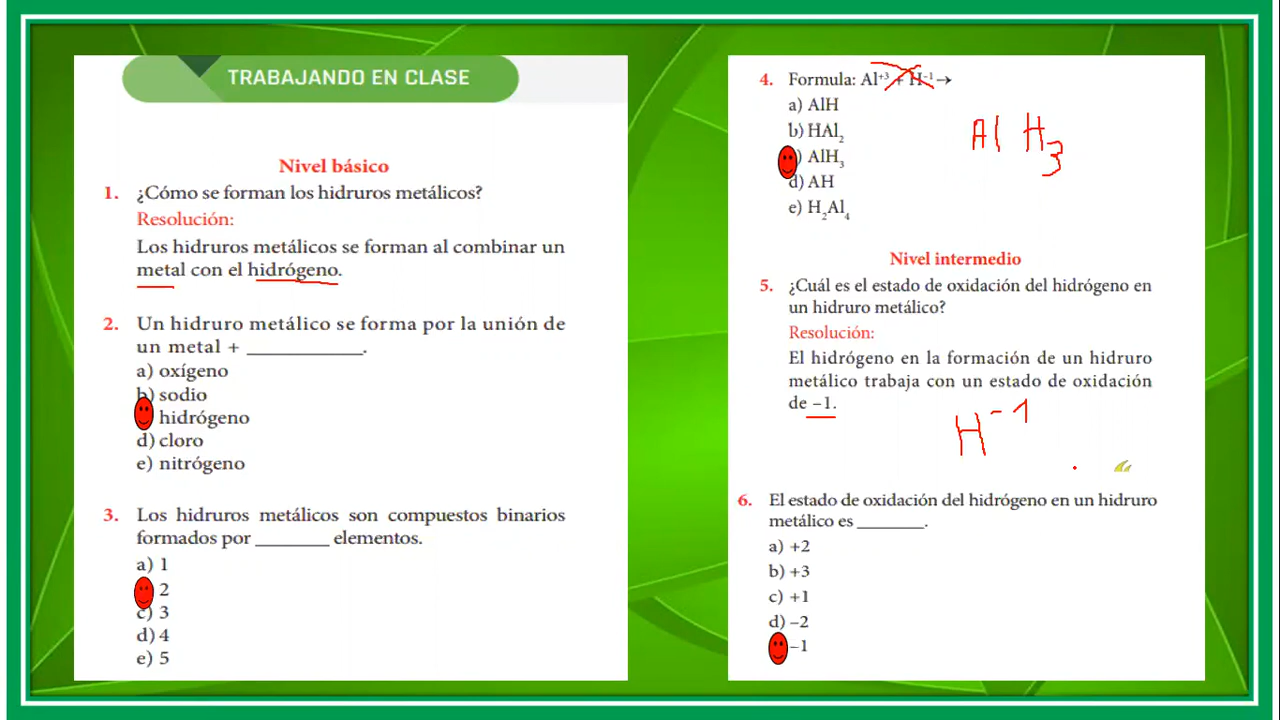 TRABAJANDO EN CLASE
Nivel básico
1. ¿Cómo se forman los hidruros metálicos?
Resolución:
Los hidruros metálicos se forman al combinar un
metal con el hidrógeno.
2. Un hidruro metálico se forma por la unión de
un metal + ____________.
a) oxígeno
b) sodio
hidrógeno
d) cloro
e) nitrógeno
3. Los hidruros metálicos son compuestos binarios
formados por ________ elementos.
a) 1
2
c) 3
d) 4
e) 5
4. Formula: Al⁺³ + H⁻¹ →
a) AlH
b) HAl₂
) AlH₃
d) AH
e) H₂Al₄
Al H₃
Nivel intermedio
5. ¿Cuál es el estado de oxidación del hidrógeno en
un hidruro metálico?
Resolución:
El hidrógeno en la formación de un hidruro
metálico trabaja con un estado de oxidación
de –1.
H⁻¹
6. El estado de oxidación del hidrógeno en un hidruro
metálico es ________.
a) +2
b) +3
c) +1
d) –2
–1